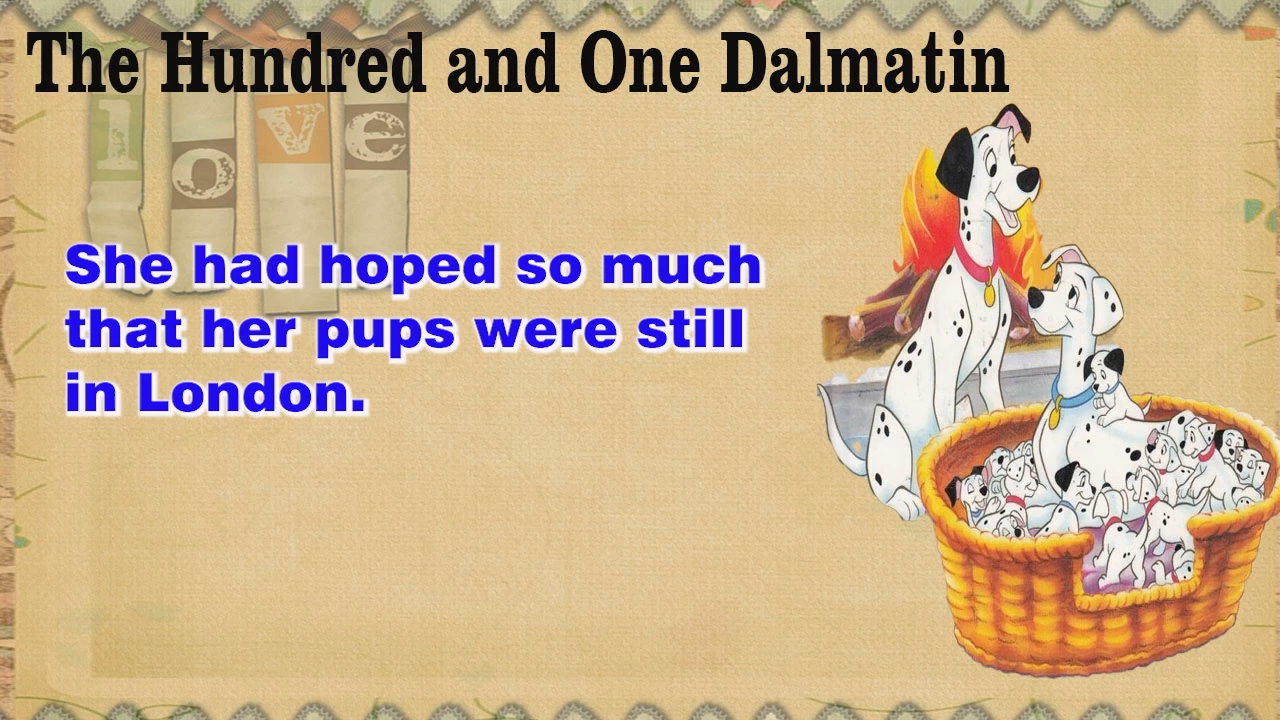 The Hundred and One Dalmatin
love
She had hoped so much
that her pups were still
in London.